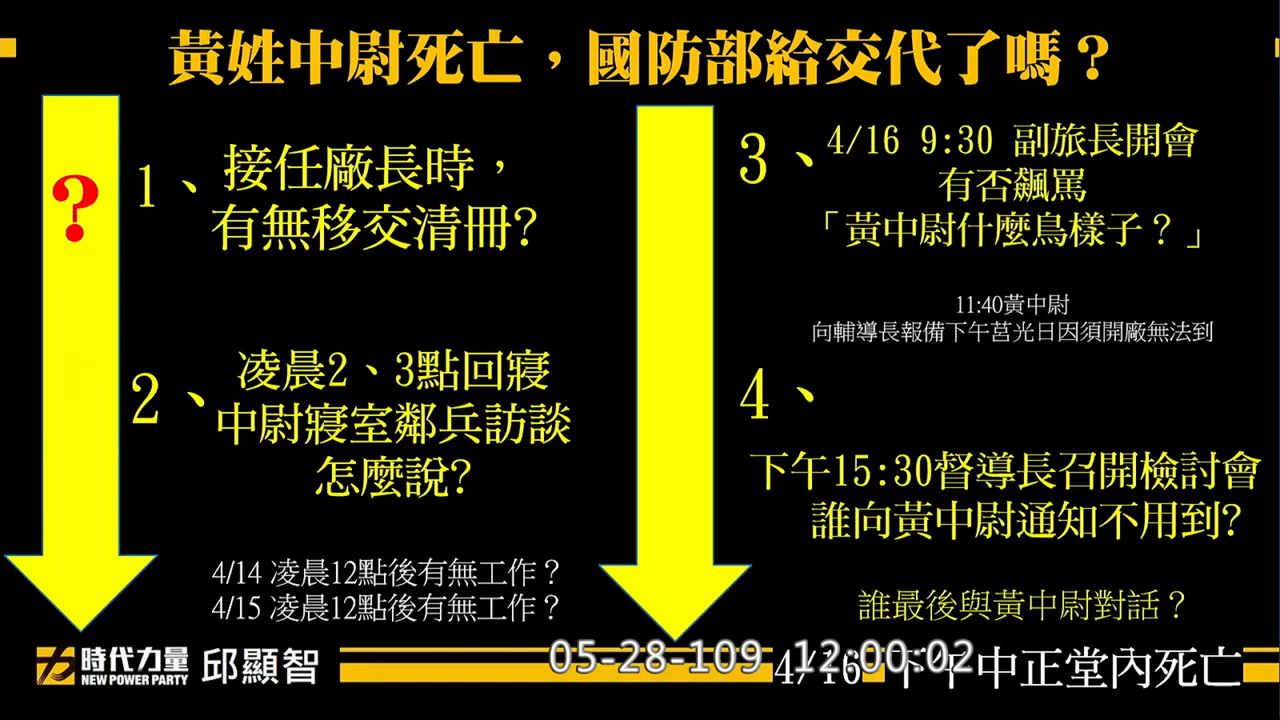 黃姓中尉死亡，國防部給交代了嗎？
?
1、
接任廠長時，
有無移交清冊?
2、
凌晨2、3點回寢
中尉寢室鄰兵訪談
怎麼說?
4/14 凌晨12點後有無工作？
4/15 凌晨12點後有無工作？
3、
4/16 9:30 副旅長開會
有否飆罵
「黃中尉什麼鳥樣子？」
11:40黃中尉
向輔導長報備下午莒光日因須開廠無法到
4、
下午15:30督導長召開檢討會
誰向黃中尉通知不用到?
誰最後與黃中尉對話？
時代力量
NEW POWER PARTY
邱顯智
05-28-109 12:00:02
4/16 下午中正堂內死亡